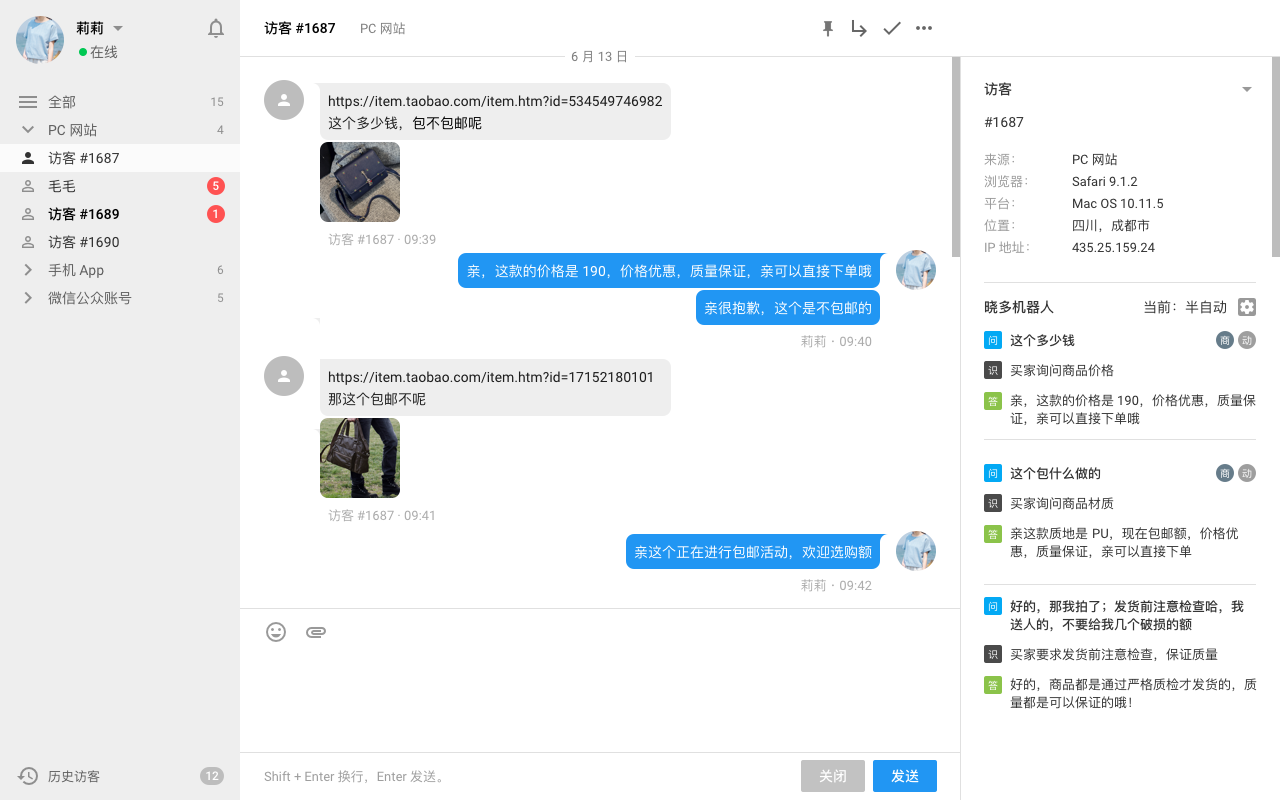 莉莉
在线
全部 15
PC 网站 4
访客 #1687
毛毛 5
访客 #1689 1
访客 #1690
手机 App 6
微信公众账号 5
历史访客 12
访客 #1687 PC 网站
6 月 13 日
https://item.taobao.com/item.htm?id=534549746982
这个多少钱，包不包邮呢
访客 #1687 · 09:39
亲，这款的价格是 190，价格优惠，质量保证，亲可以直接下单哦
亲很抱歉，这个是不包邮的
莉莉 · 09:40
https://item.taobao.com/item.htm?id=17152180101
那这个包邮不呢
访客 #1687 · 09:41
亲这个正在进行包邮活动，欢迎选购额
莉莉 · 09:42
Shift + Enter 换行，Enter 发送。
关闭
发送
访客
#1687
来源： PC 网站
浏览器： Safari 9.1.2
平台： Mac OS 10.11.5
位置： 四川，成都市
IP 地址： 435.25.159.24
晓多机器人 当前：半自动
问 这个多少钱 商 动
识 买家询问商品价格
答 亲，这款的价格是 190，价格优惠，质量保
证，亲可以直接下单哦
问 这个包什么做的 商 动
识 买家询问商品材质
答 亲这款质地是 PU，现在包邮额，价格优
惠，质量保证，亲可以直接下单
问 好的，那我拍了；发货前注意检查哈，我
送人的，不要给我几个破损的额
识 买家要求发货前注意检查，保证质量
答 好的，商品都是通过严格质检才发货的，质
量都是可以保证的哦！